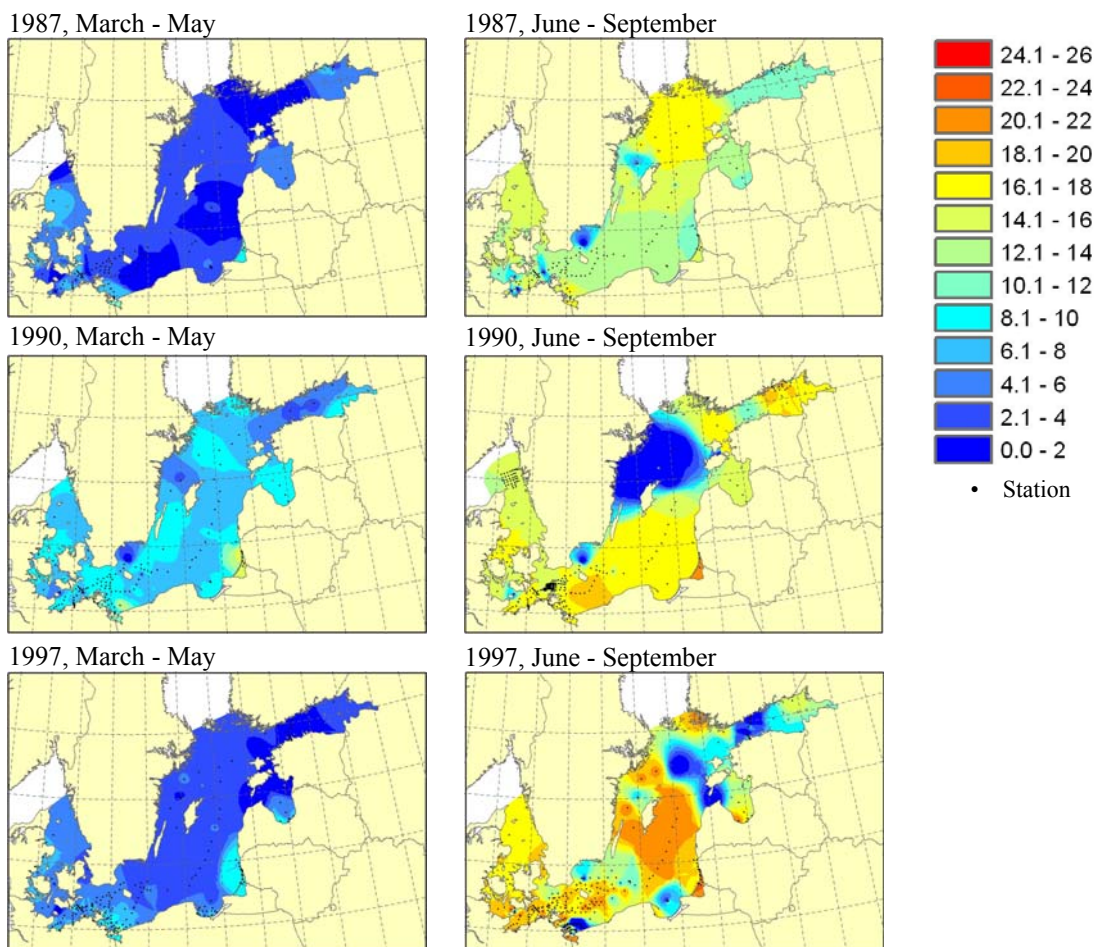 1987, March - May
1987, June - September
1990, March - May
1990, June - September
1997, March - May
1997, June - September
24.1 - 26
22.1 - 24
20.1 - 22
18.1 - 20
16.1 - 18
14.1 - 16
12.1 - 14
10.1 - 12
8.1 - 10
6.1 - 8
4.1 - 6
2.1 - 4
0.0 - 2
• Station